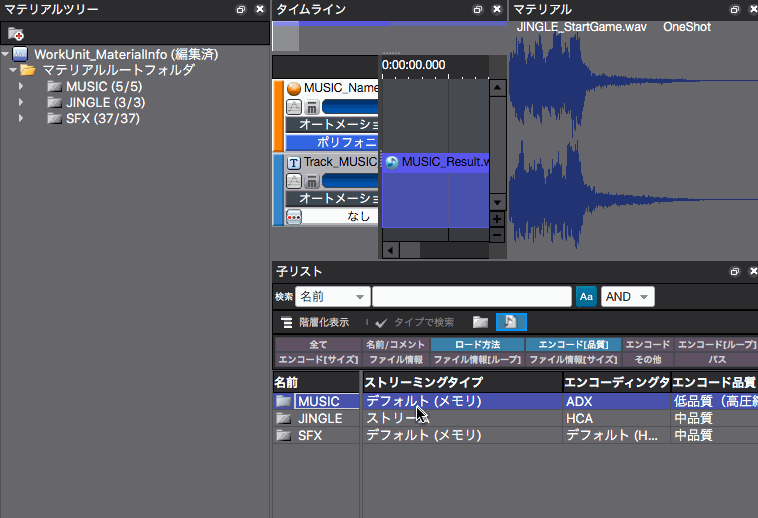 マテリアルツリー
WorkUnit_MaterialInfo (編集済)
マテリアルルートフォルダ
MUSIC (5/5)
JINGLE (3/3)
SFX (37/37)
タイムライン
0:00:00.000
MUSIC_Name
オートメーショ
ポリフォニ
T Track_MUSIC
MUSIC_Result.w
オートメーショ
なし
マテリアル
JINGLE_StartGame.wav OneShot
子リスト
検索 名前 Aa AND
階層化表示 タイプで検索
全て 名前/コメント ロード方法 エンコード[品質] エンコード エンコード[ループ]
エンコード[サイズ] ファイル情報 ファイル情報[ループ] ファイル情報[サイズ] その他 パス
名前 ストリーミングタイプ エンコーディングタ エンコード品質
MUSIC デフォルト (メモリ) ADX 低品質（高圧縮
JINGLE ストリーム HCA 中品質
SFX デフォルト (メモリ) デフォルト (H... 中品質